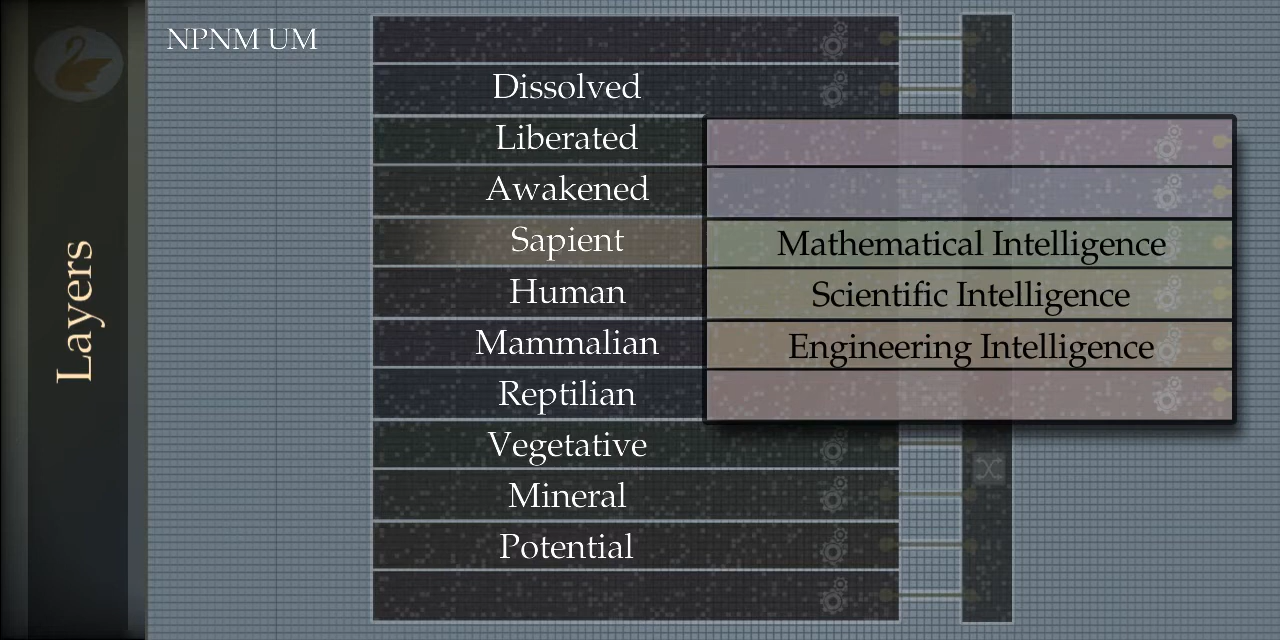 NPNM UM
Layers
Dissolved
Liberated
Awakened
Sapient
Human
Mammalian
Reptilian
Vegetative
Mineral
Potential
Mathematical Intelligence
Scientific Intelligence
Engineering Intelligence